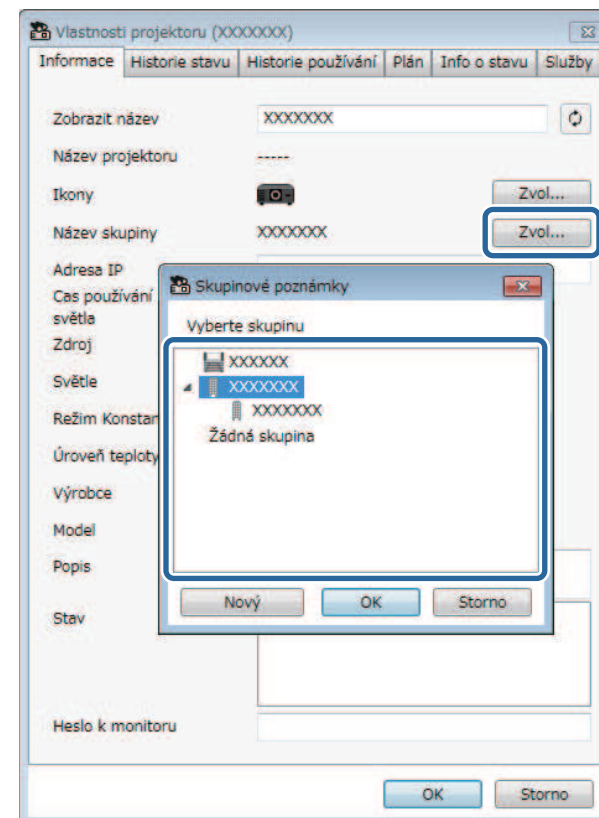 Vlastnosti projektoru (XXXXXXX)
Informace Historie stavu Historie používání Plán Info o stavu Služby
Zobrazit název XXXXXXX
Název projektoru -----
Ikony Zvol...
Název skupiny XXXXXXX Zvol...
Adresa IP
Cas používání
světla
Zdroj
Světle
Režim Konstan
Úroveň teploty
Výrobce
Model
Popis
Stav
Heslo k monitoru
Skupinové poznámky
Vyberte skupinu
XXXXXX
XXXXXXX
XXXXXXX
Žádná skupina
Nový OK Storno
OK Storno